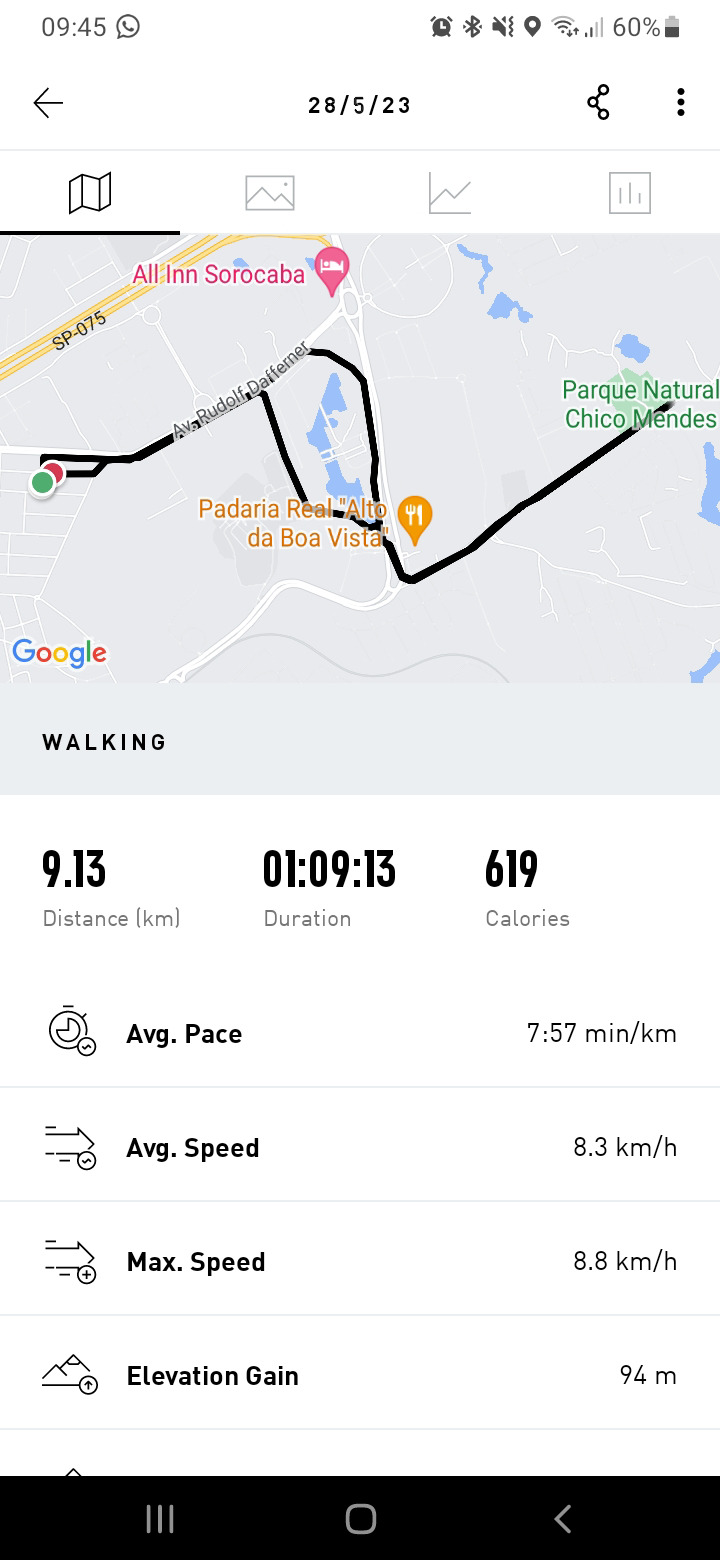 09:45
60%
28/5/23
All Inn Sorocaba
SP-075
Av. Rudolf Dafferner
Parque Natural
Chico Mendes
Padaria Real "Alto
da Boa Vista"
Google
WALKING
9.13 01:09:13 619
Distance (km) Duration Calories
Avg. Pace 7:57 min/km
Avg. Speed 8.3 km/h
Max. Speed 8.8 km/h
Elevation Gain 94 m